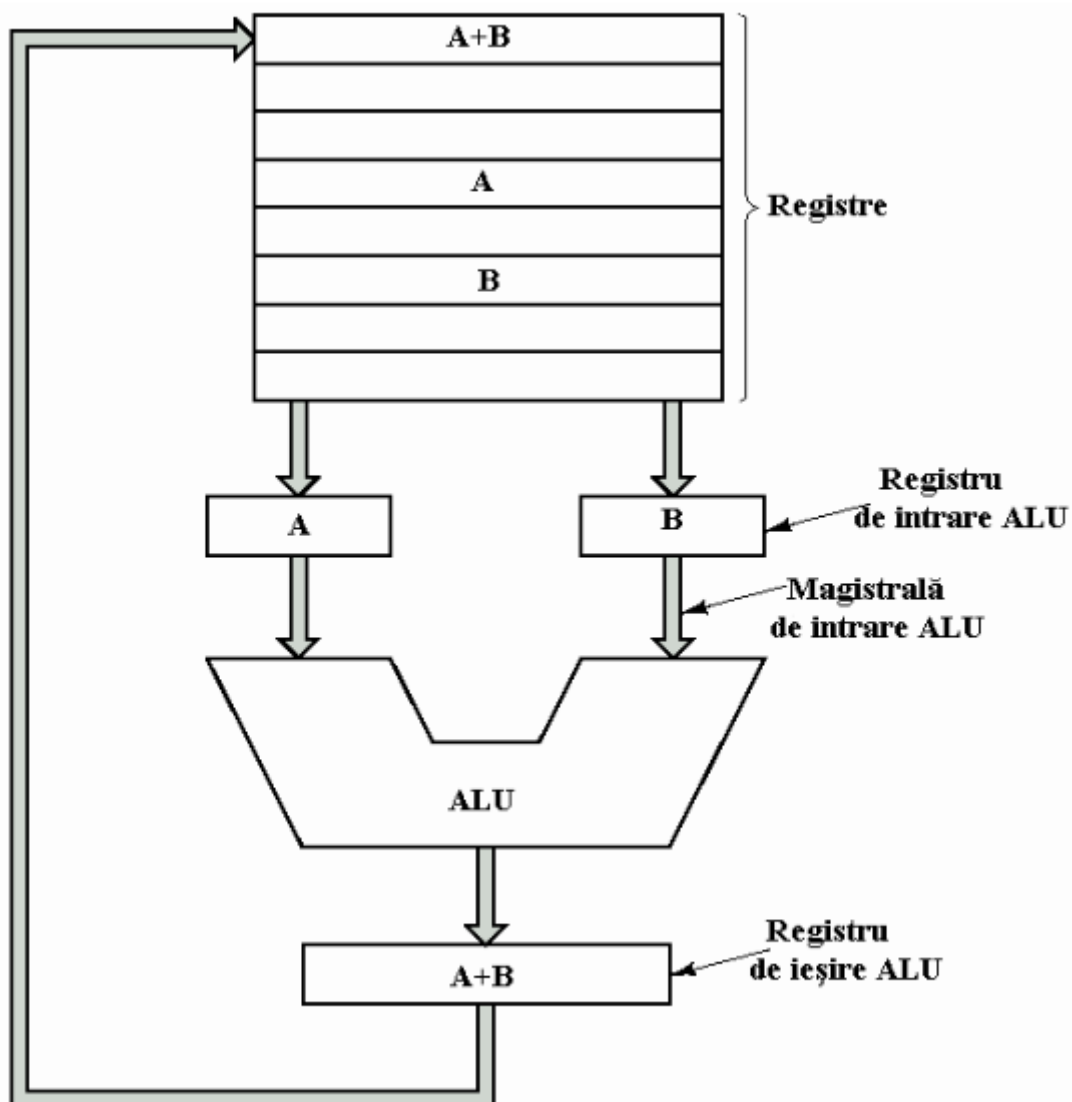 A+B
A
Registre
B
A
B
Registru
de intrare ALU
Magistrală
de intrare ALU
ALU
Registru
de ieșire ALU
A+B